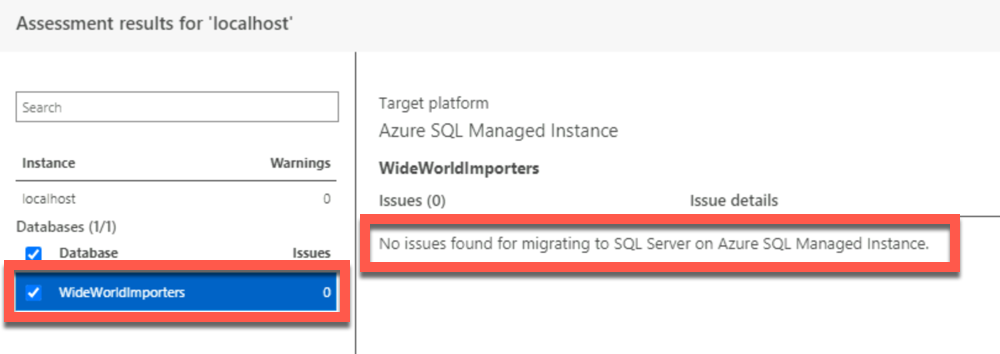 Assessment results for 'localhost'
Search
Instance Warnings
localhost 0
Databases (1/1)
Database Issues
WideWorldImporters 0
Target platform
Azure SQL Managed Instance
WideWorldImporters
Issues (0) Issue details
No issues found for migrating to SQL Server on Azure SQL Managed Instance.